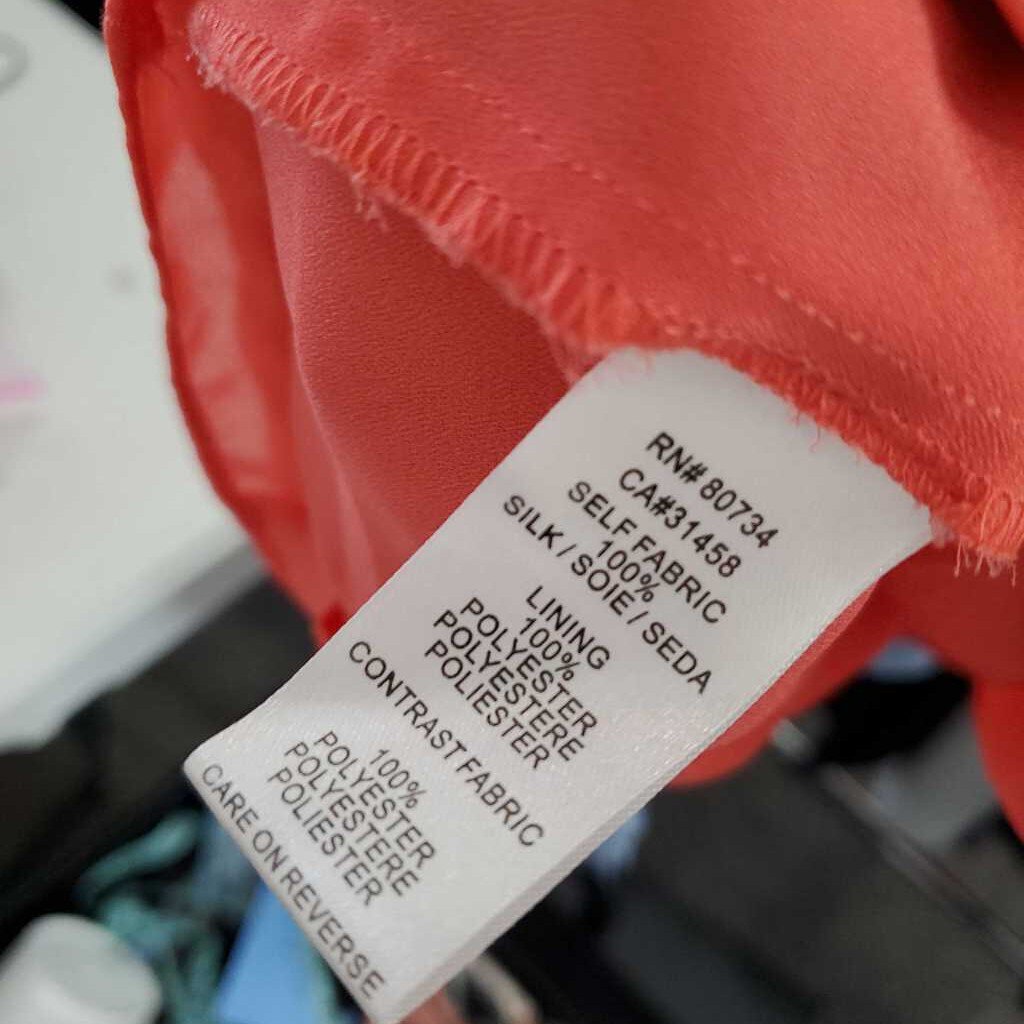 RN# 80734
CA#31458
SELF FABRIC
100%
SILK / SOIE / SEDA
LINING
100%
POLYESTER
POLYESTERE
POLIESTER
CONTRAST FABRIC
100%
POLYESTER
POLYESTERE
POLIESTER
CARE ON REVERSE